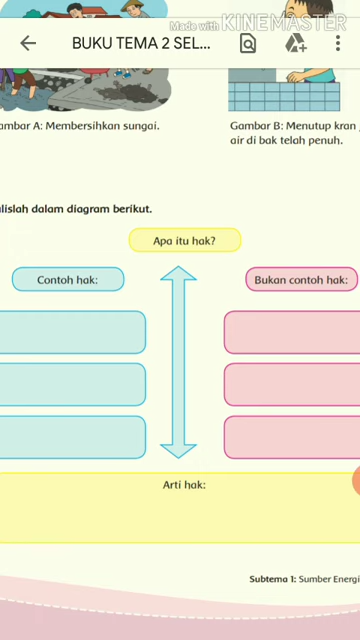 Made with KINEMASTER
BUKU TEMA 2 SEL...
ambar A: Membersihkan sungai.
Gambar B: Menutup kran
air di bak telah penuh.
lislah dalam diagram berikut.
Apa itu hak?
Contoh hak:
Bukan contoh hak:
Arti hak:
Subtema 1: Sumber Energi